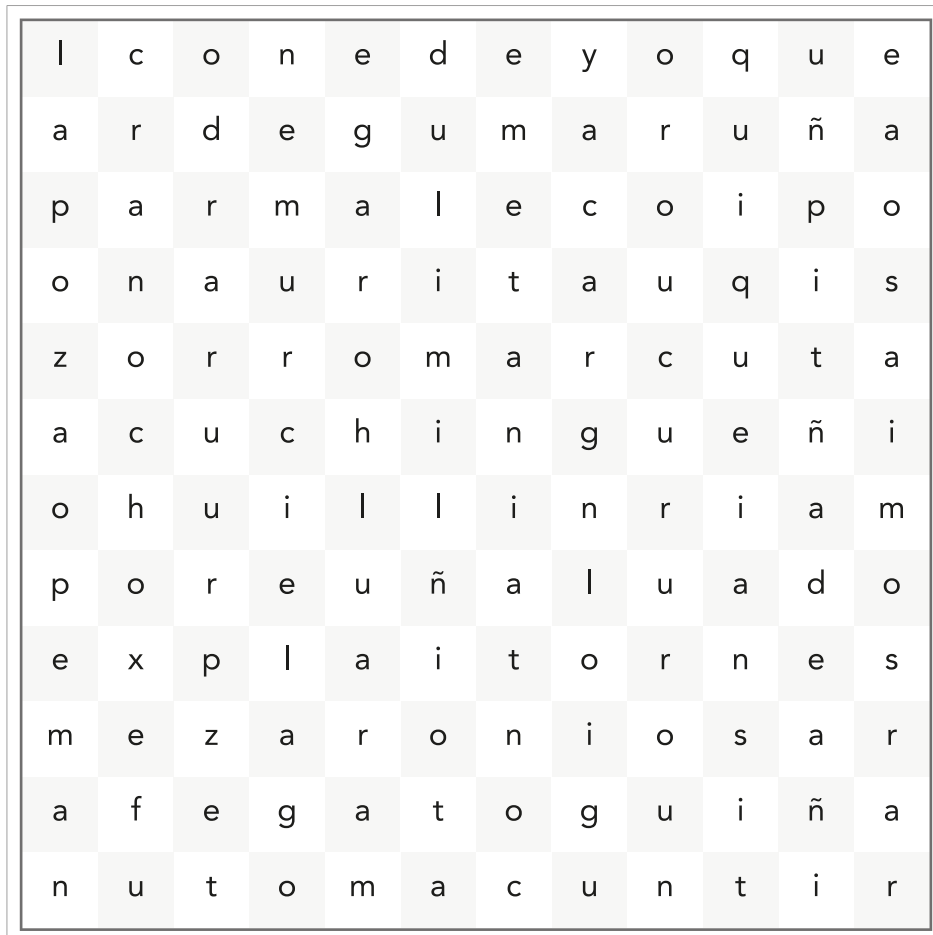 l c o n e d e y o q u e
a r d e g u m a r u ñ a
p a r m a l e c o i p o
o n a u r i t a u q i s
z o r r o m a r c u t a
a c u c h i n g u e ñ i
o h u i l l i n r i a m
p o r e u ñ a l u a d o
e x p l a i t o r n e s
m e z a r o n i o s a r
a f e g a t o g u i ñ a
n u t o m a c u n t i r